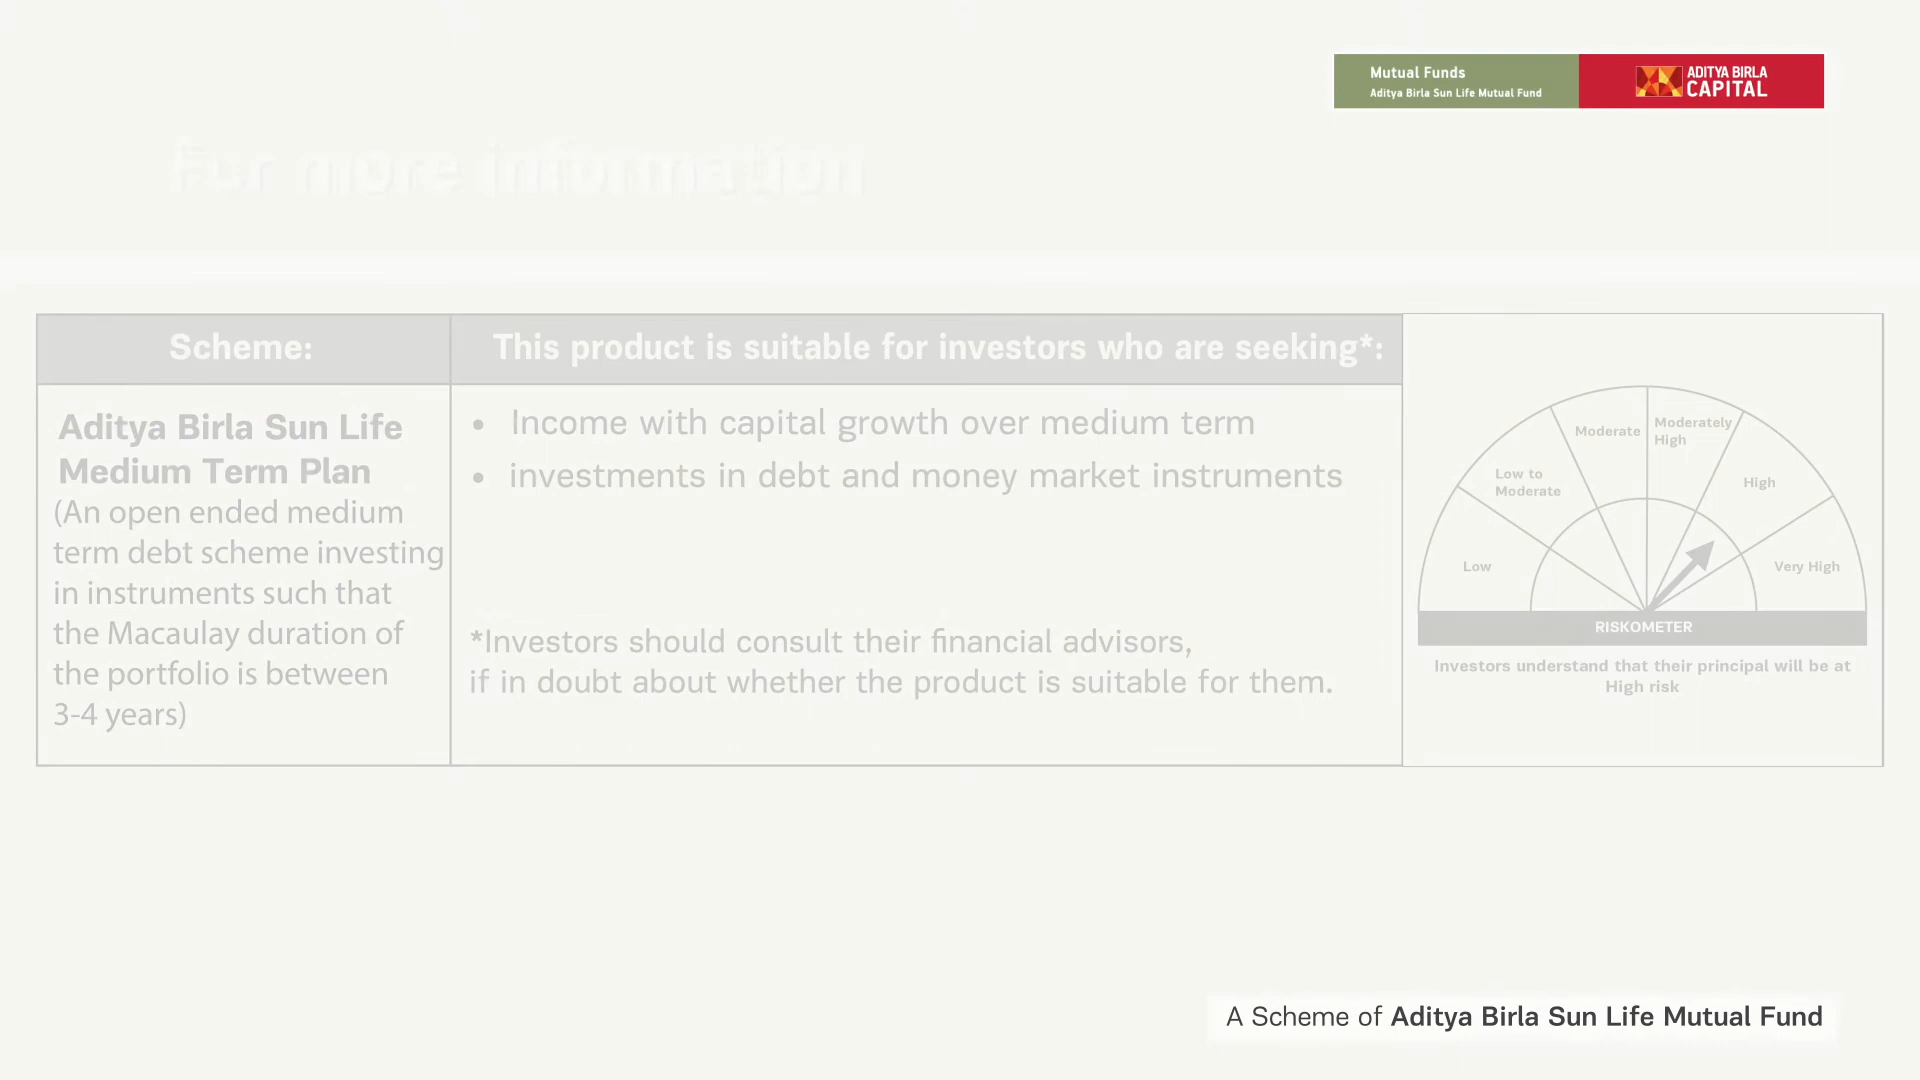 Mutual Funds
Aditya Birla Sun Life Mutual Fund
ADITYA BIRLA
CAPITAL
For more information
Scheme:
This product is suitable for investors who are seeking*:
Aditya Birla Sun Life
Medium Term Plan
(An open ended medium
term debt scheme investing
in instruments such that
the Macaulay duration of
the portfolio is between
3-4 years)
• Income with capital growth over medium term
• investments in debt and money market instruments
*Investors should consult their financial advisors,
if in doubt about whether the product is suitable for them.
Low
Low to
Moderate
Moderate
Moderately
High
High
Very High
RISKOMETER
Investors understand that their principal will be at
High risk
A Scheme of Aditya Birla Sun Life Mutual Fund